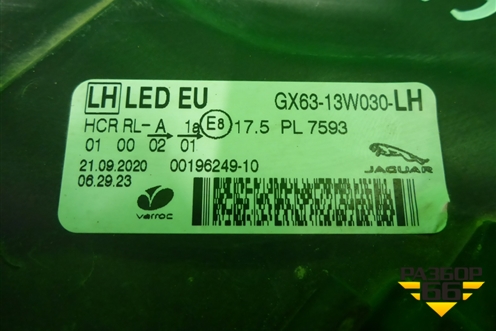 LH LED EU GX63-13W030-LH
HCR RL-A 1a E8 17.5 PL 7593
01 00 02 01
21.09.2020 00196249-10
06.29.23
varroc
JAGUAR
РАЗБОР
66